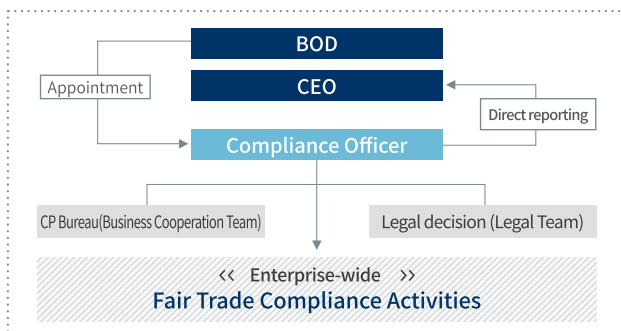 BOD
Appointment
CEO
Direct reporting
Compliance Officer
CP Bureau(Business Cooperation Team)
Legal decision (Legal Team)
<< Enterprise-wide >>
Fair Trade Compliance Activities